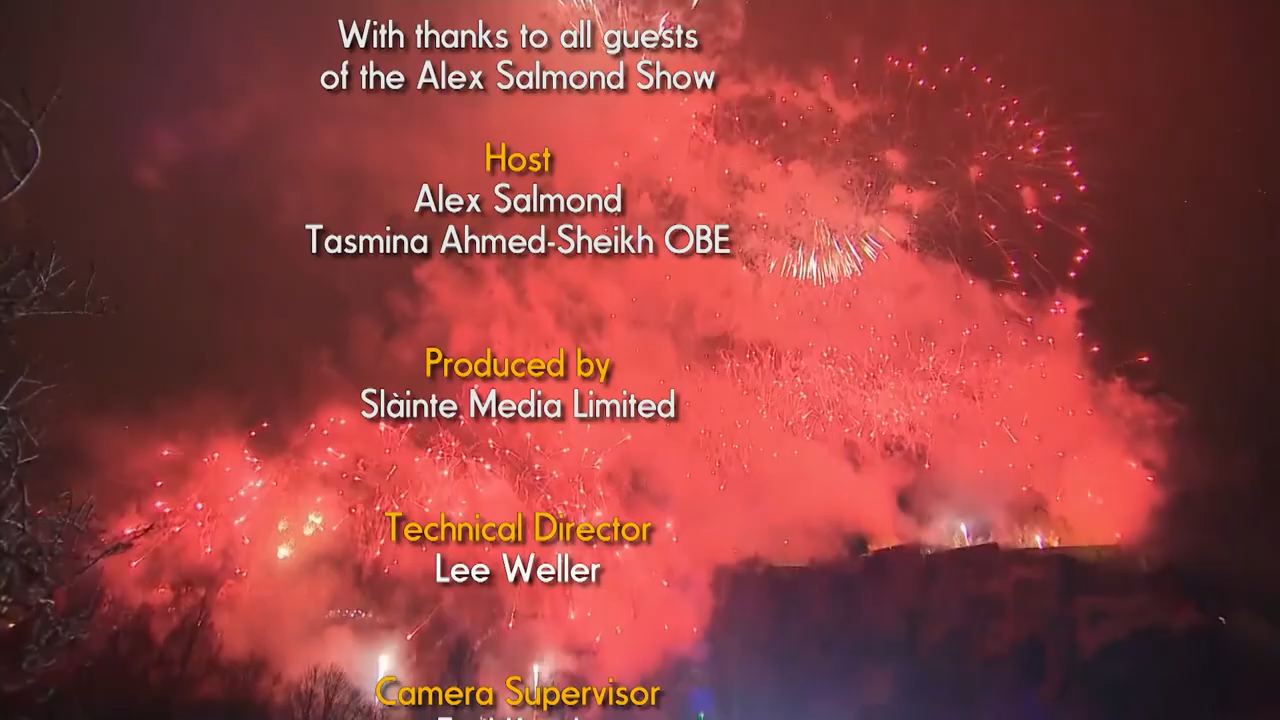 With thanks to all guests
of the Alex Salmond Show
Host
Alex Salmond
Tasmina Ahmed-Sheikh OBE
Produced by
Slàinte Media Limited
Technical Director
Lee Weller
Camera Supervisor